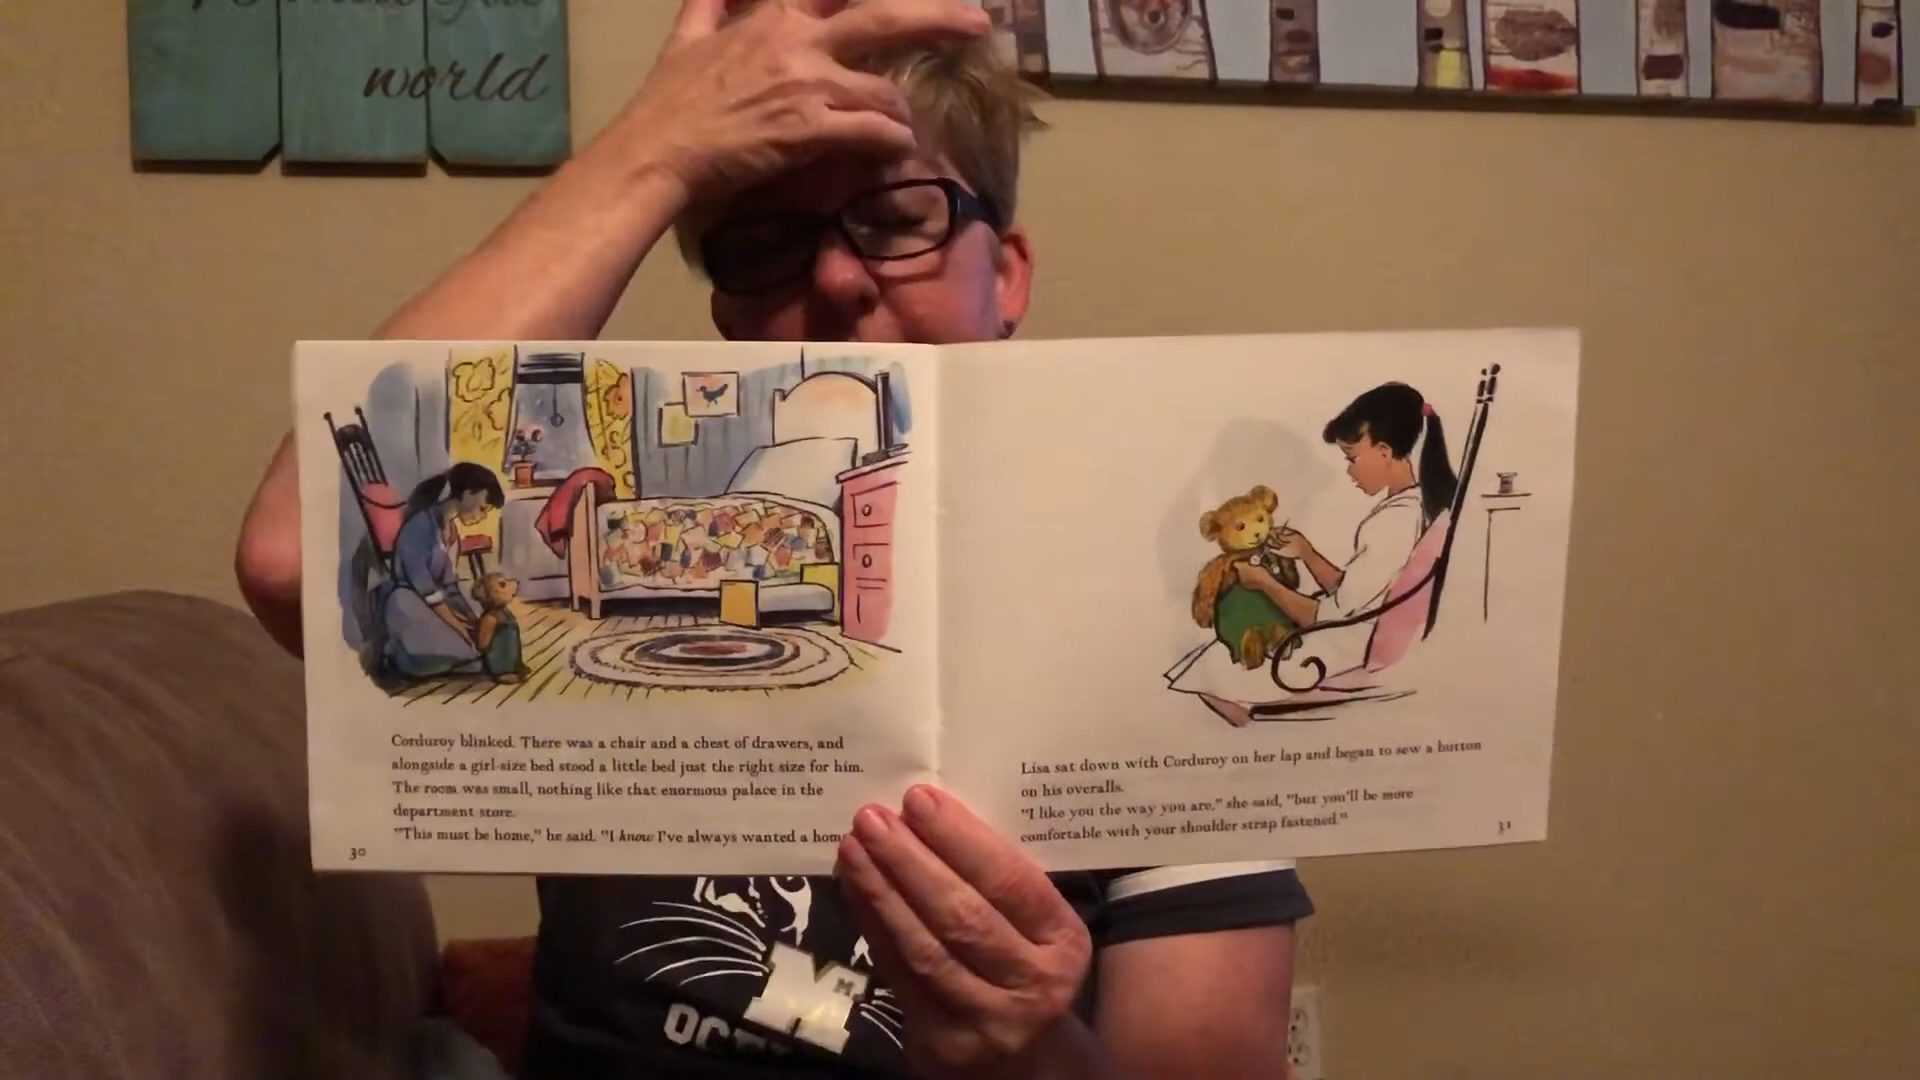 world
Corduroy blinked. There was a chair and a chest of drawers, and
alongside a girl-size bed stood a little bed just the right size for him.
The room was small, nothing like that enormous palace in the
department store.
"This must be home," he said. "I know I've always wanted a
30
Lisa sat down with Corduroy on her lap and began to sew a button
on his overalls.
"I like you the way you are," she said, "but you'll be more
comfortable with your shoulder strap fastened."
31
M